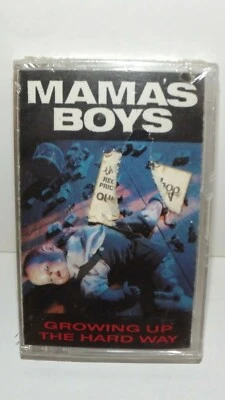 MAMA'S
BOYS
GROWING UP
THE HARD WAY